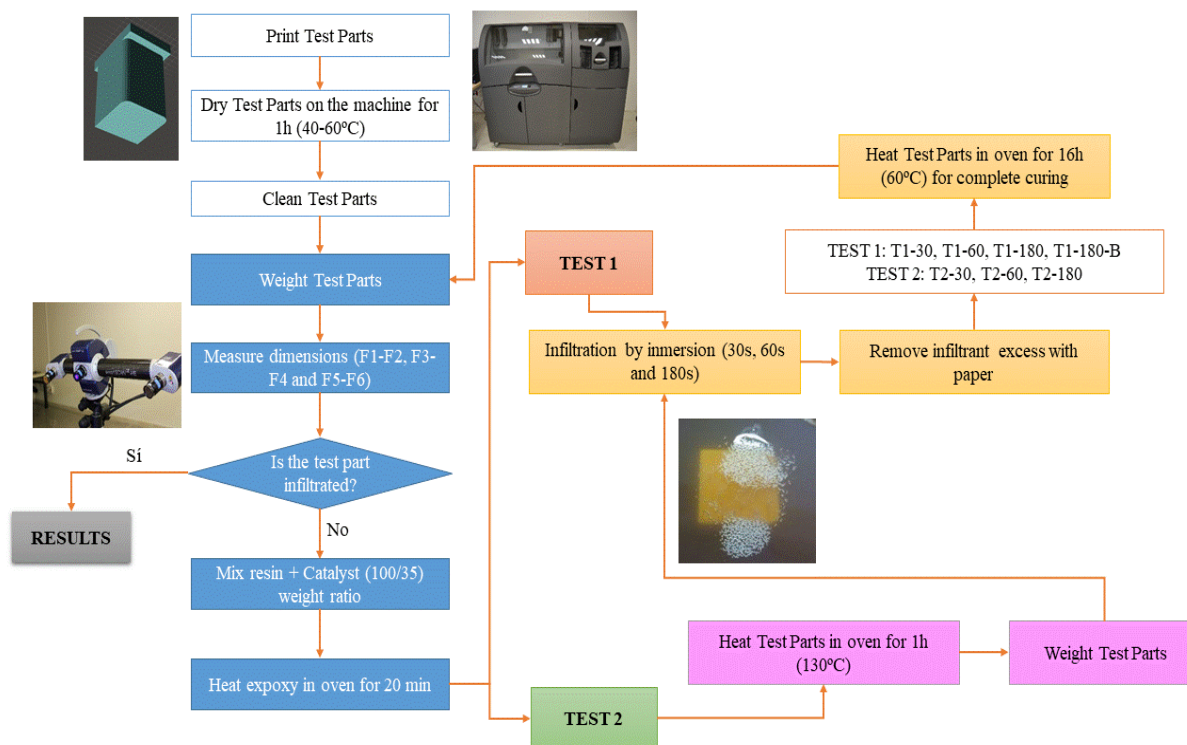 Print Test Parts
Dry Test Parts on the machine for
1h (40-60ºC)
Clean Test Parts
Weight Test Parts
Measure dimensions (F1-F2, F3-
F4 and F5-F6)
Is the test part
infiltrated?
Sí
RESULTS
No
Mix resin + Catalyst (100/35)
weight ratio
Heat expoxy in oven for 20 min
TEST 1
Infiltration by inmersion (30s, 60s
and 180s)
Remove infiltrant excess with
paper
TEST 1: T1-30, T1-60, T1-180, T1-180-B
TEST 2: T2-30, T2-60, T2-180
Heat Test Parts in oven for 16h
(60ºC) for complete curing
TEST 2
Heat Test Parts in oven for 1h
(130ºC)
Weight Test Parts